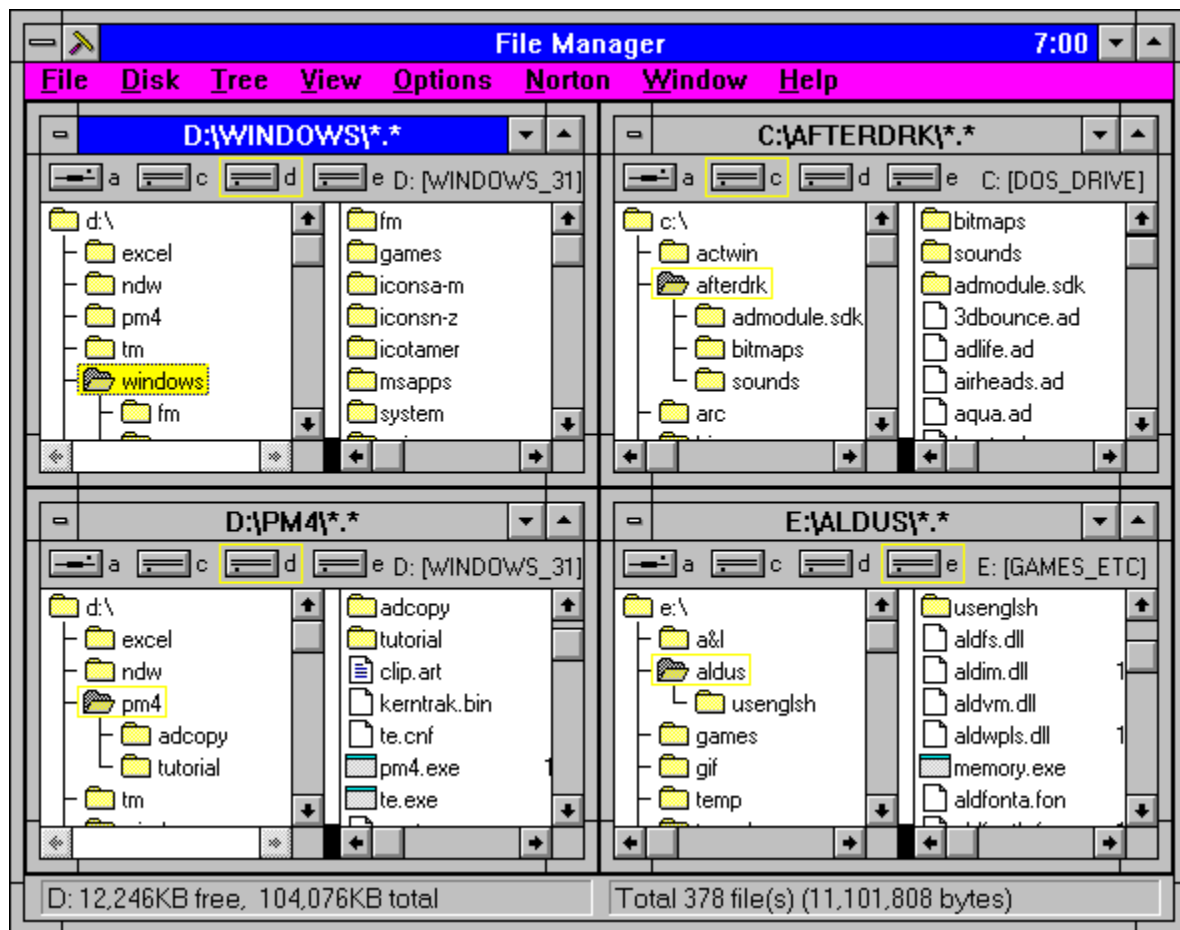 File Manager 7:00
File Disk Tree View Options Norton Window Help
D:\WINDOWS\*.*
a c d e D: [WINDOWS_31]
d:\
excel
ndw
pm4
tm
windows
fm
fm
games
iconsa-m
iconsn-z
icotamer
msapps
system
C:\AFTERDRK\*.*
a c d e C: [DOS_DRIVE]
c:\
actwin
afterdrk
admodule.sdk
bitmaps
sounds
arc
bitmaps
sounds
admodule.sdk
3dbounce.ad
adlife.ad
airheads.ad
aqua.ad
D:\PM4\*.*
a c d e D: [WINDOWS_31]
d:\
excel
ndw
pm4
adcopy
tutorial
tm
adcopy
tutorial
clip.art
kerntrak.bin
te.cnf
pm4.exe 1
te.exe
E:\ALDUS\*.*
a c d e E: [GAMES_ETC]
e:\
a&l
aldus
usenglsh
games
gif
temp
usenglsh
aldfs.dll
aldim.dll 1
aldvm.dll
aldwpls.dll 1
memory.exe
aldfonta.fon
D: 12,246KB free, 104,076KB total
Total 378 file(s) (11,101,808 bytes)